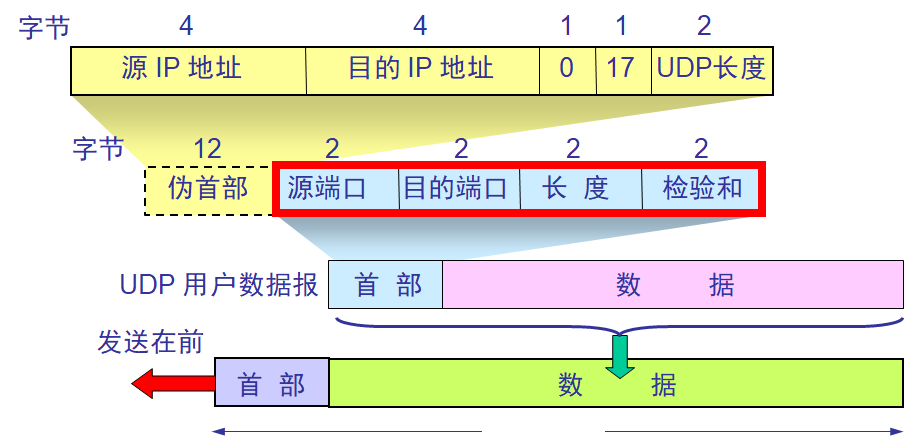 字节 4 4 1 1 2
源 IP 地址 目的 IP 地址 0 17 UDP长度
字节 12 2 2 2 2
伪首部 源端口 目的端口 长 度 检验和
UDP 用户数据报 首 部 数 据
发送在前
首 部 数 据